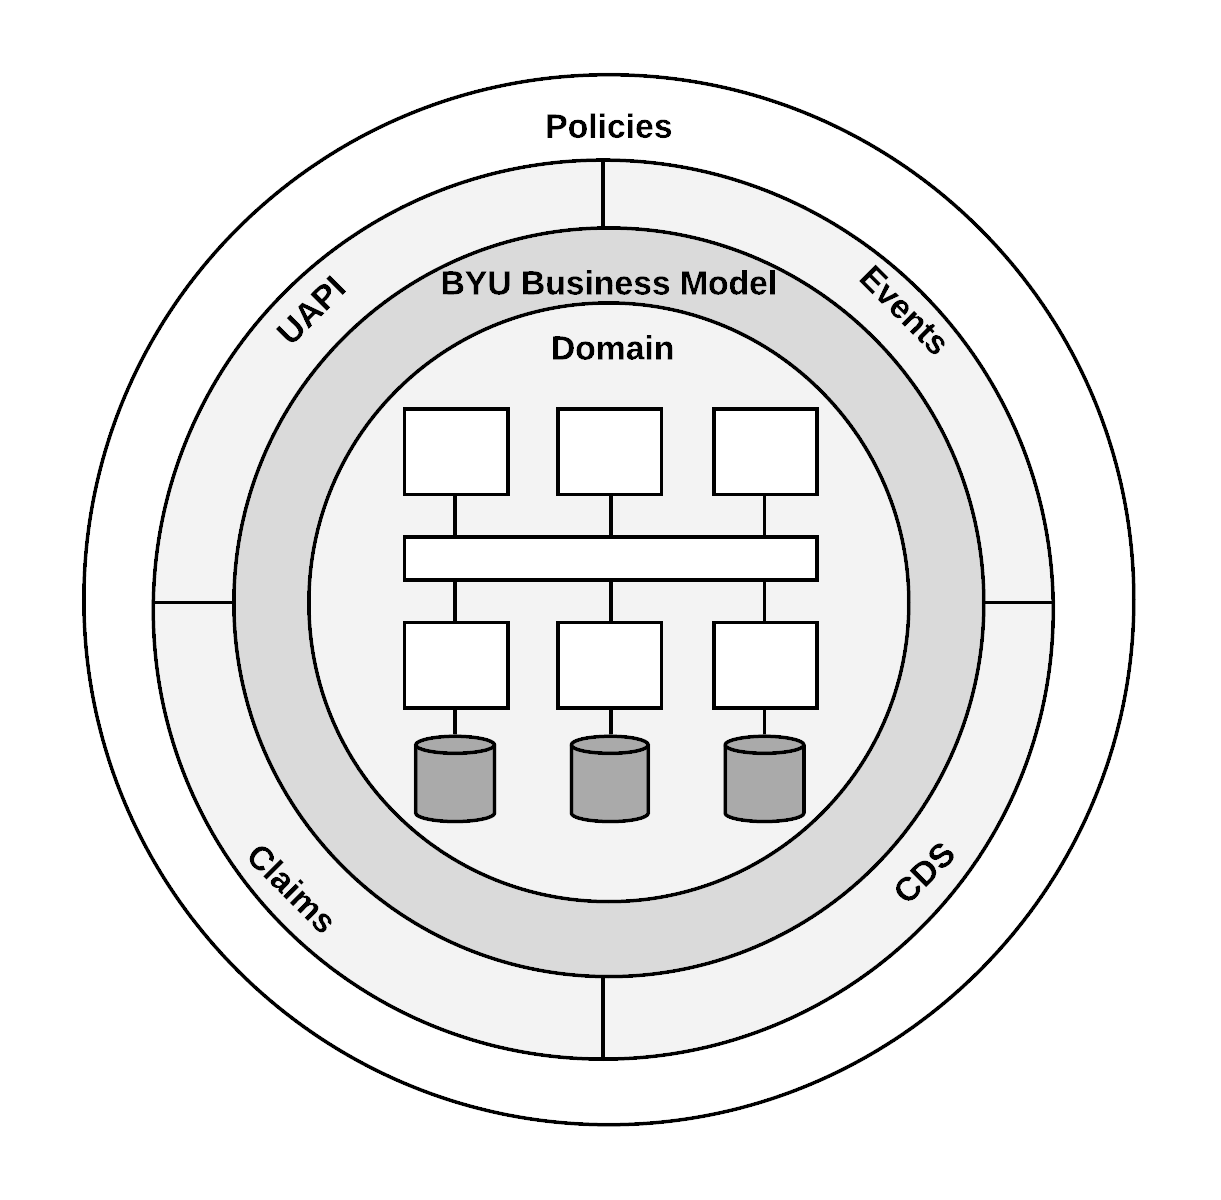 Policies
UAPI
Events
BYU Business Model
Domain
Claims
CDS